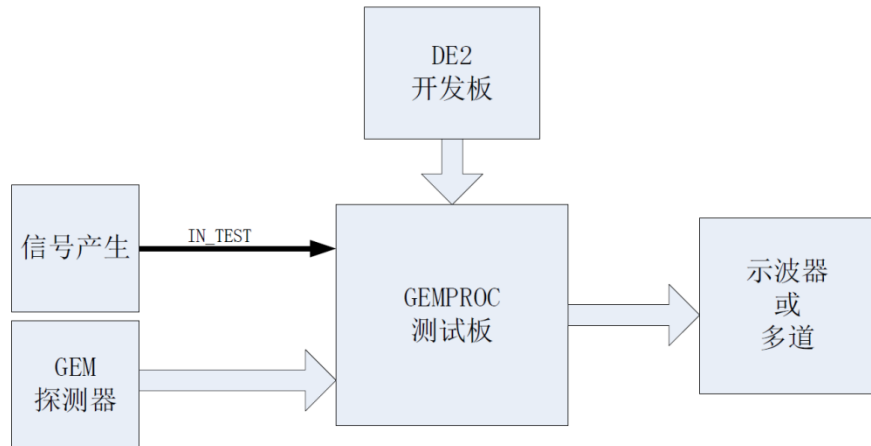 DE2
开发板
信号产生
IN_TEST
GEMPROC
测试板
示波器
或
多道
GEM
探测器